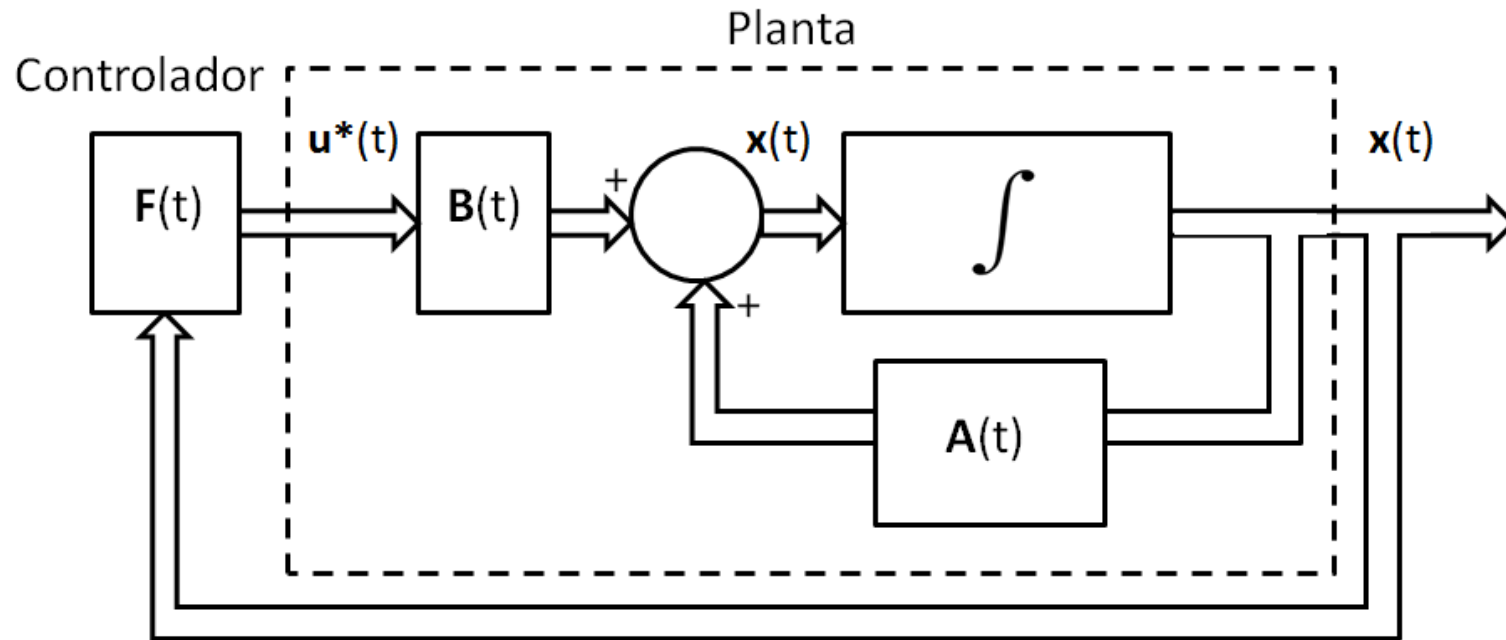 Planta
Controlador
u*(t)
x(t)
x(t)
F(t)
B(t)
+
∫
+
A(t)